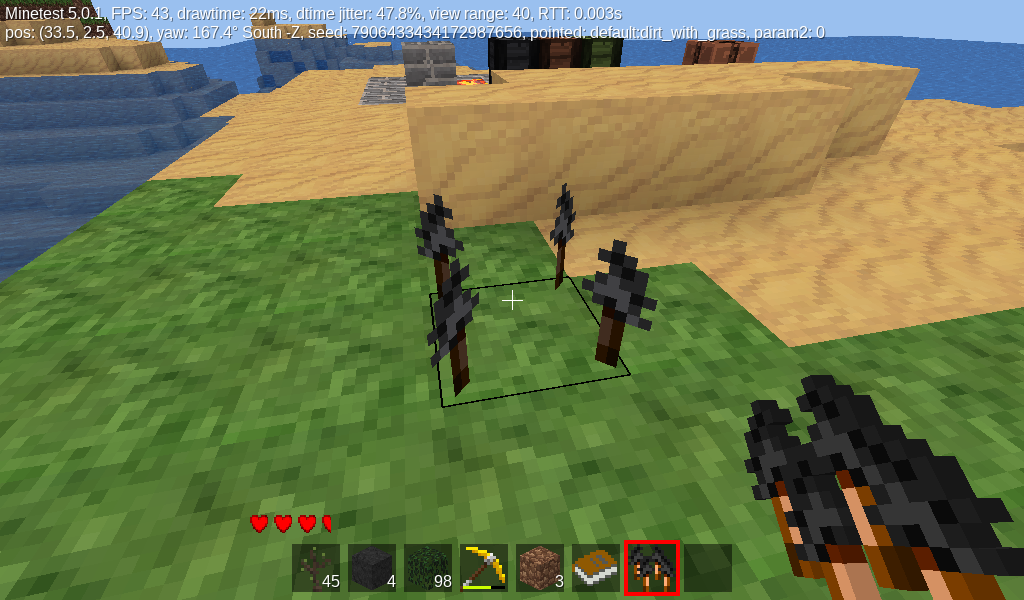 Minetest 5.0.1, FPS: 43, drawtime: 22ms, dtime jitter: 47.8%, view range: 40, RTT: 0.003s
pos: (33.5, 2.5, 40.9), yaw: 167.4° South -Z, seed: 7906433434172987656, pointed: default:dirt_with_grass, param2: 0
45 4 98 3